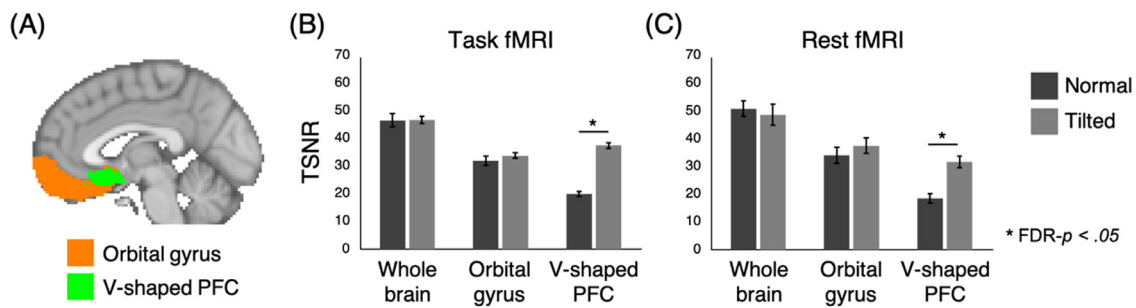 (A)
Orbital gyrus
V-shaped PFC
(B)
Task fMRI
TSNR
70
60
50
40
30
20
10
0
*
Whole
brain
Orbital
gyrus
V-shaped
PFC
(C)
Rest fMRI
70
60
50
40
30
20
10
0
*
Whole
brain
Orbital
gyrus
V-shaped
PFC
Normal
Tilted
* FDR-p < .05